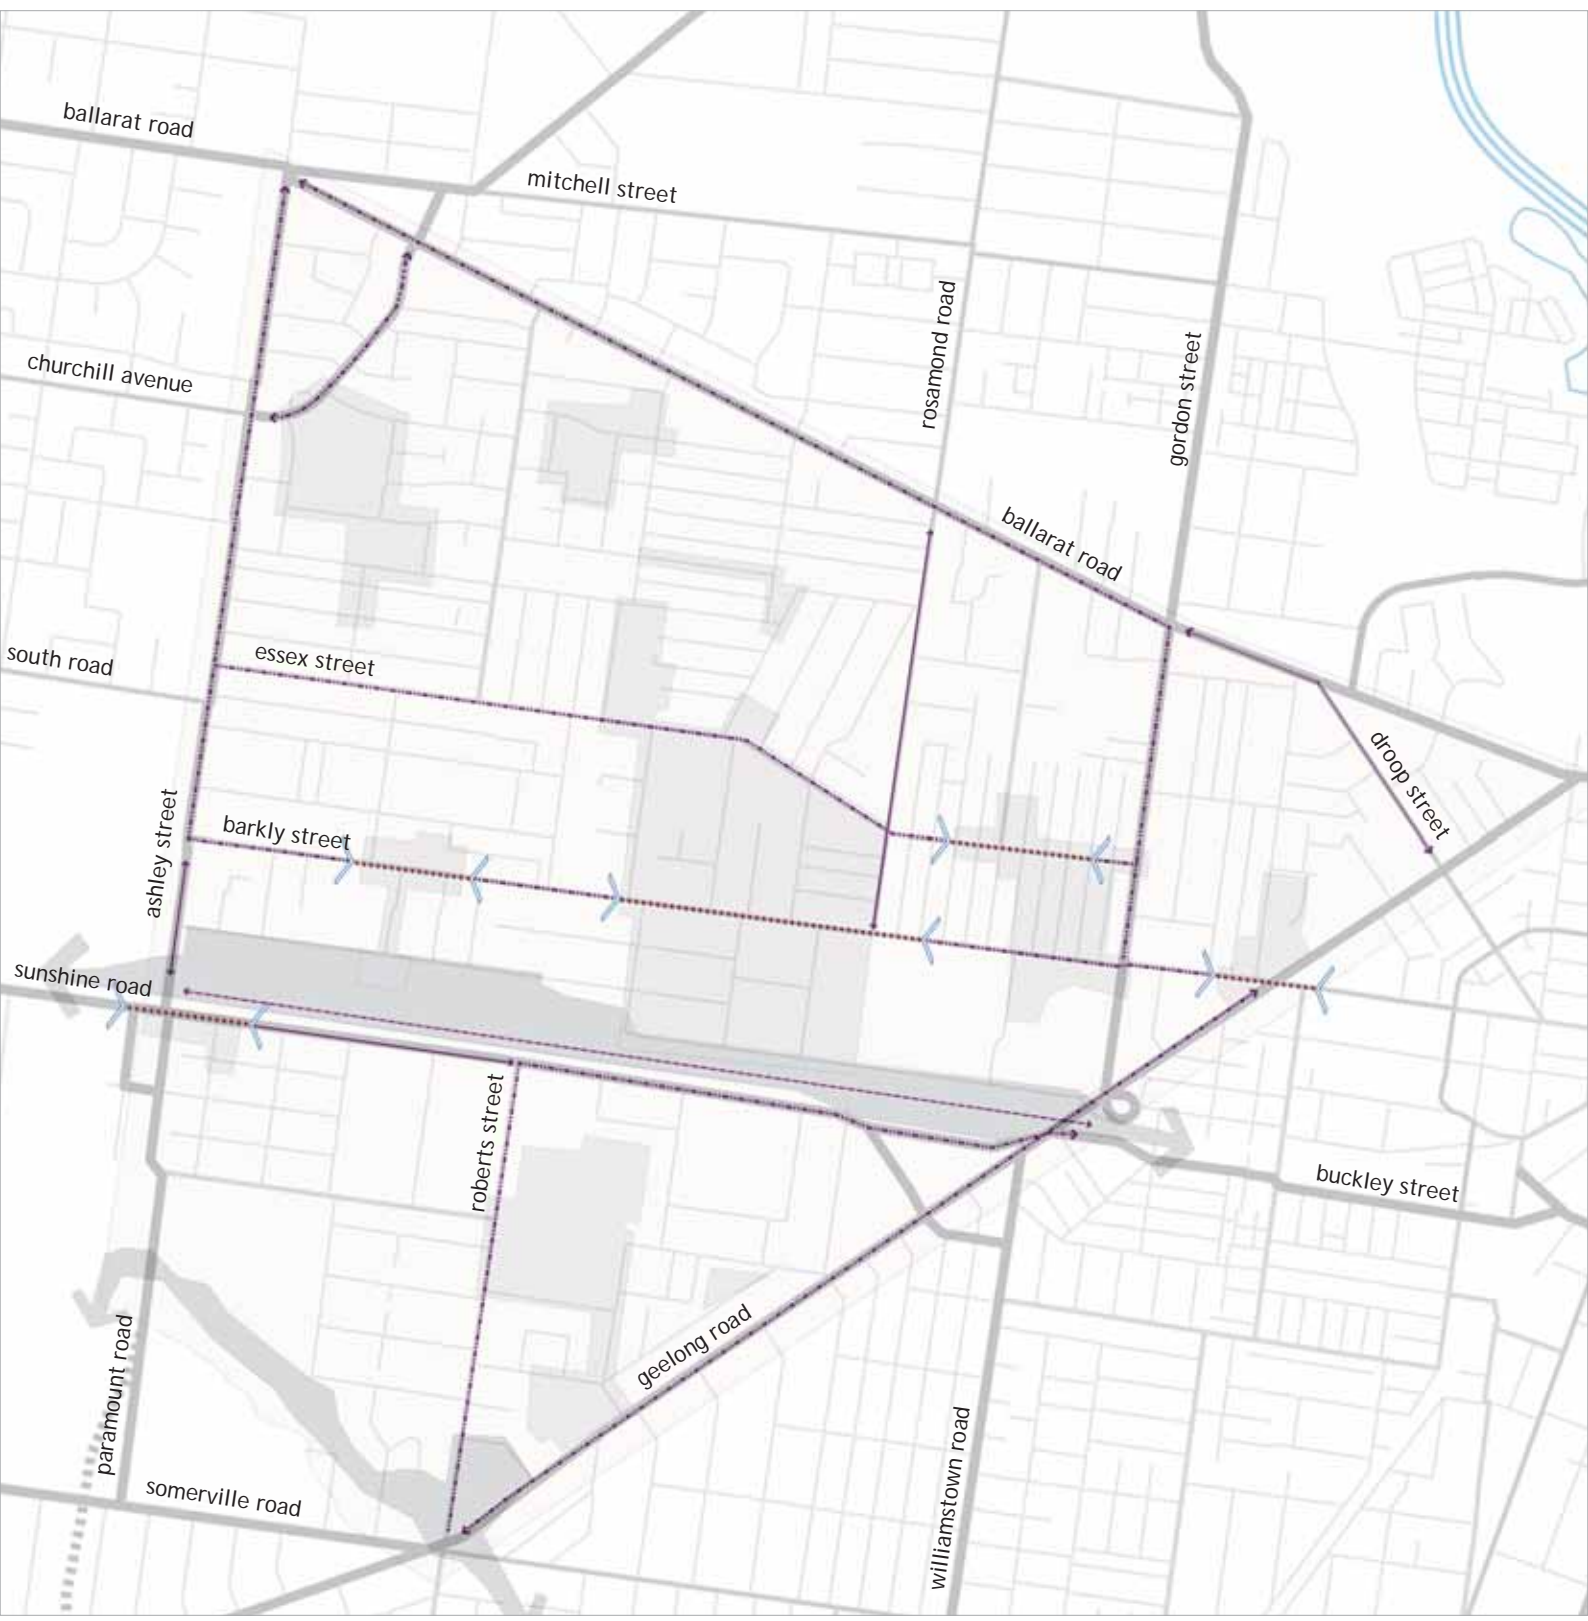 ballarat road
mitchell street
rosamond road
gordon street
churchill avenue
ballarat road
south road
essex street
droop street
ashley street
barkly street
sunshine road
roberts street
buckley street
geelong road
paramount road
williamstown road
somerville road